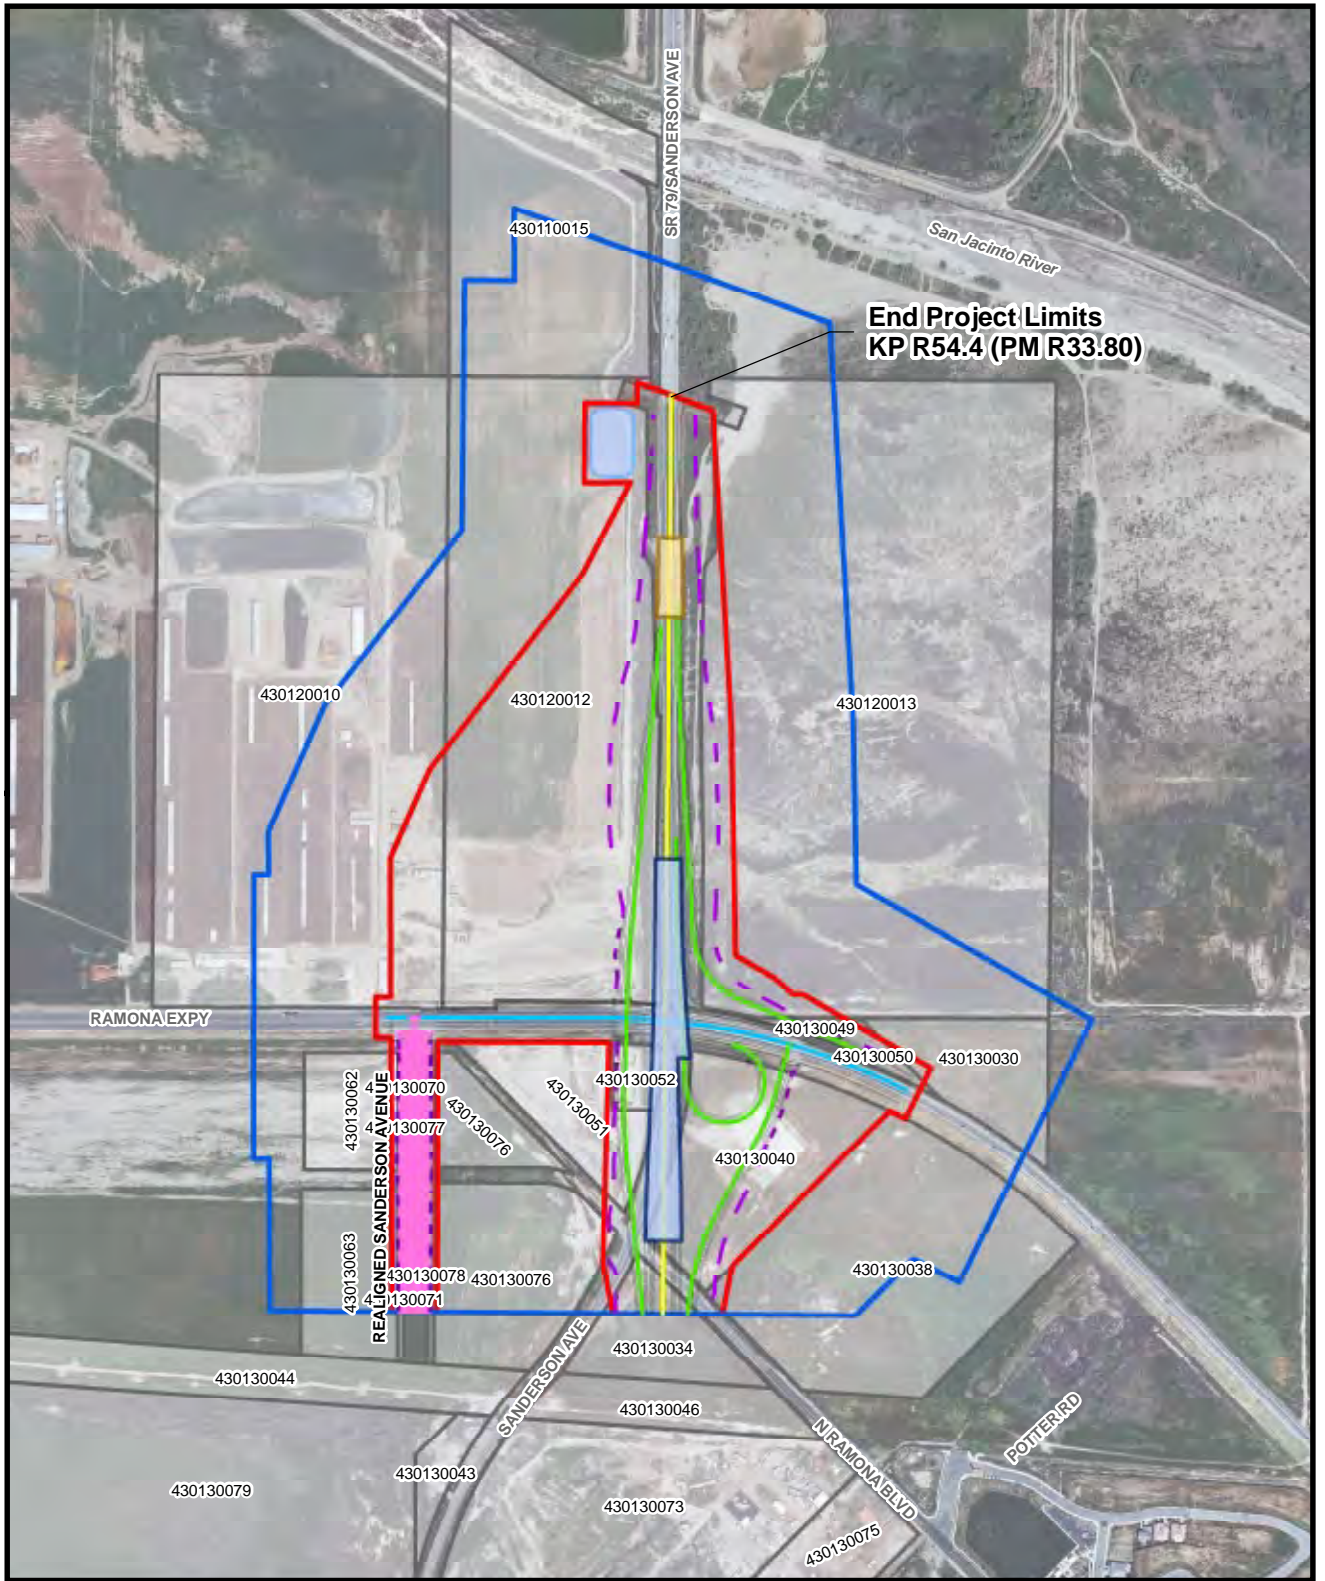 SR 79/SANDERSON AVE
430110015
San Jacinto River
End Project Limits
KP R54.4 (PM R33.80)
430120010
430120012
430120013
RAMONA EXPY
430130049
430130050
430130030
430130062
430130070
430130052
430130051
430130076
430130077
430130040
REALIGNED SANDERSON AVENUE
430130063
430130078
430130076
430130038
430130071
430130034
SANDERSON AVE
430130044
430130046
N RAMONA BLVD
POTTER RD
430130043
430130079
430130073
430130075